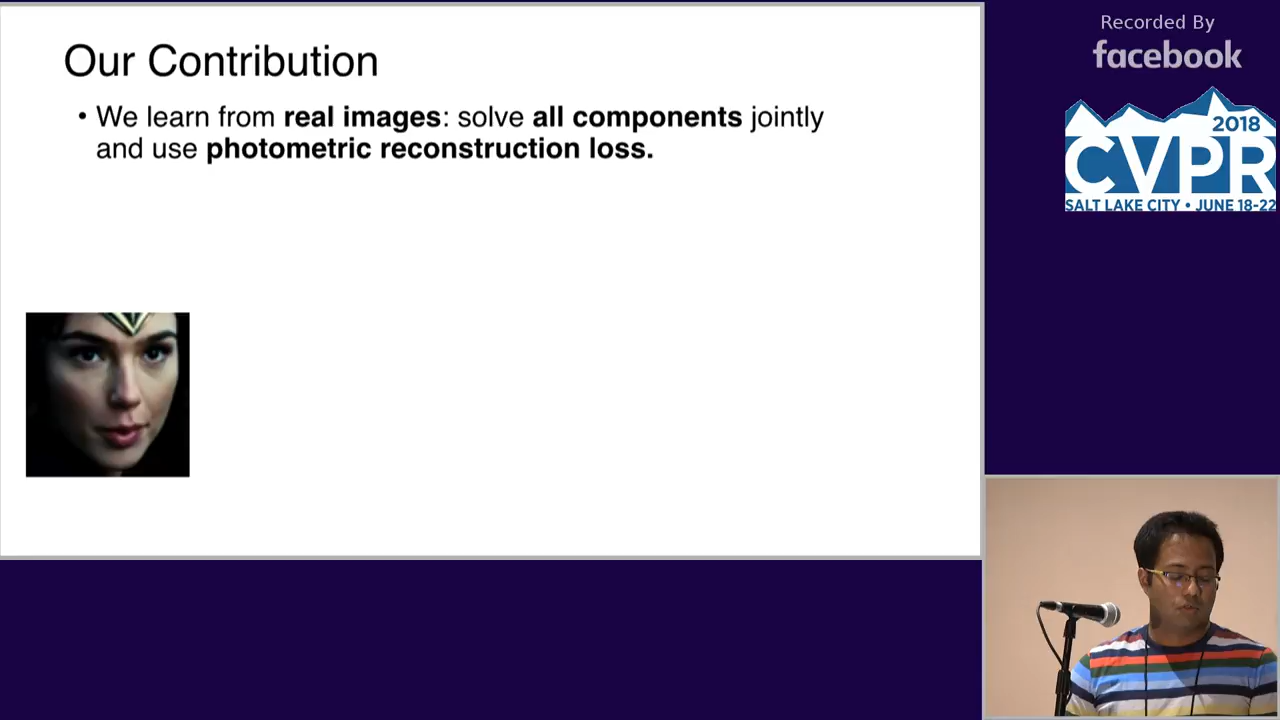 Our Contribution
• We learn from real images: solve all components jointly
and use photometric reconstruction loss.
Recorded By
facebook
2018
CVPR
SALT LAKE CITY • JUNE 18-22